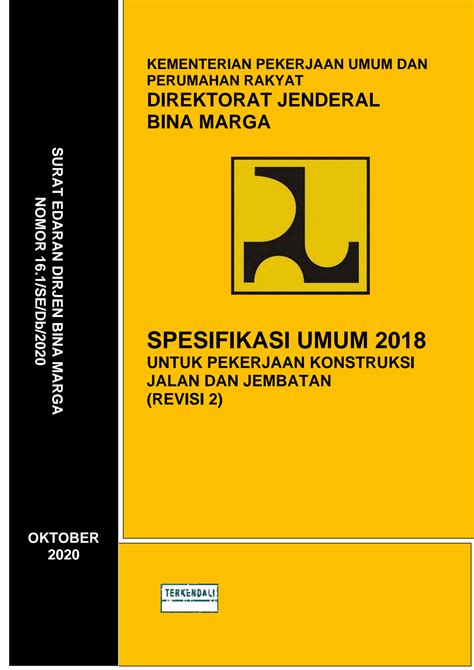 KEMENTERIAN PEKERJAAN UMUM DAN
PERUMAHAN RAKYAT
DIREKTORAT JENDERAL
BINA MARGA
SURAT EDARAN DIRJEN BINA MARGA
NOMOR 16.1/SE/Db/2020
SPESIFIKASI UMUM 2018
UNTUK PEKERJAAN KONSTRUKSI
JALAN DAN JEMBATAN
(REVISI 2)
OKTOBER
2020
TERKENDALI